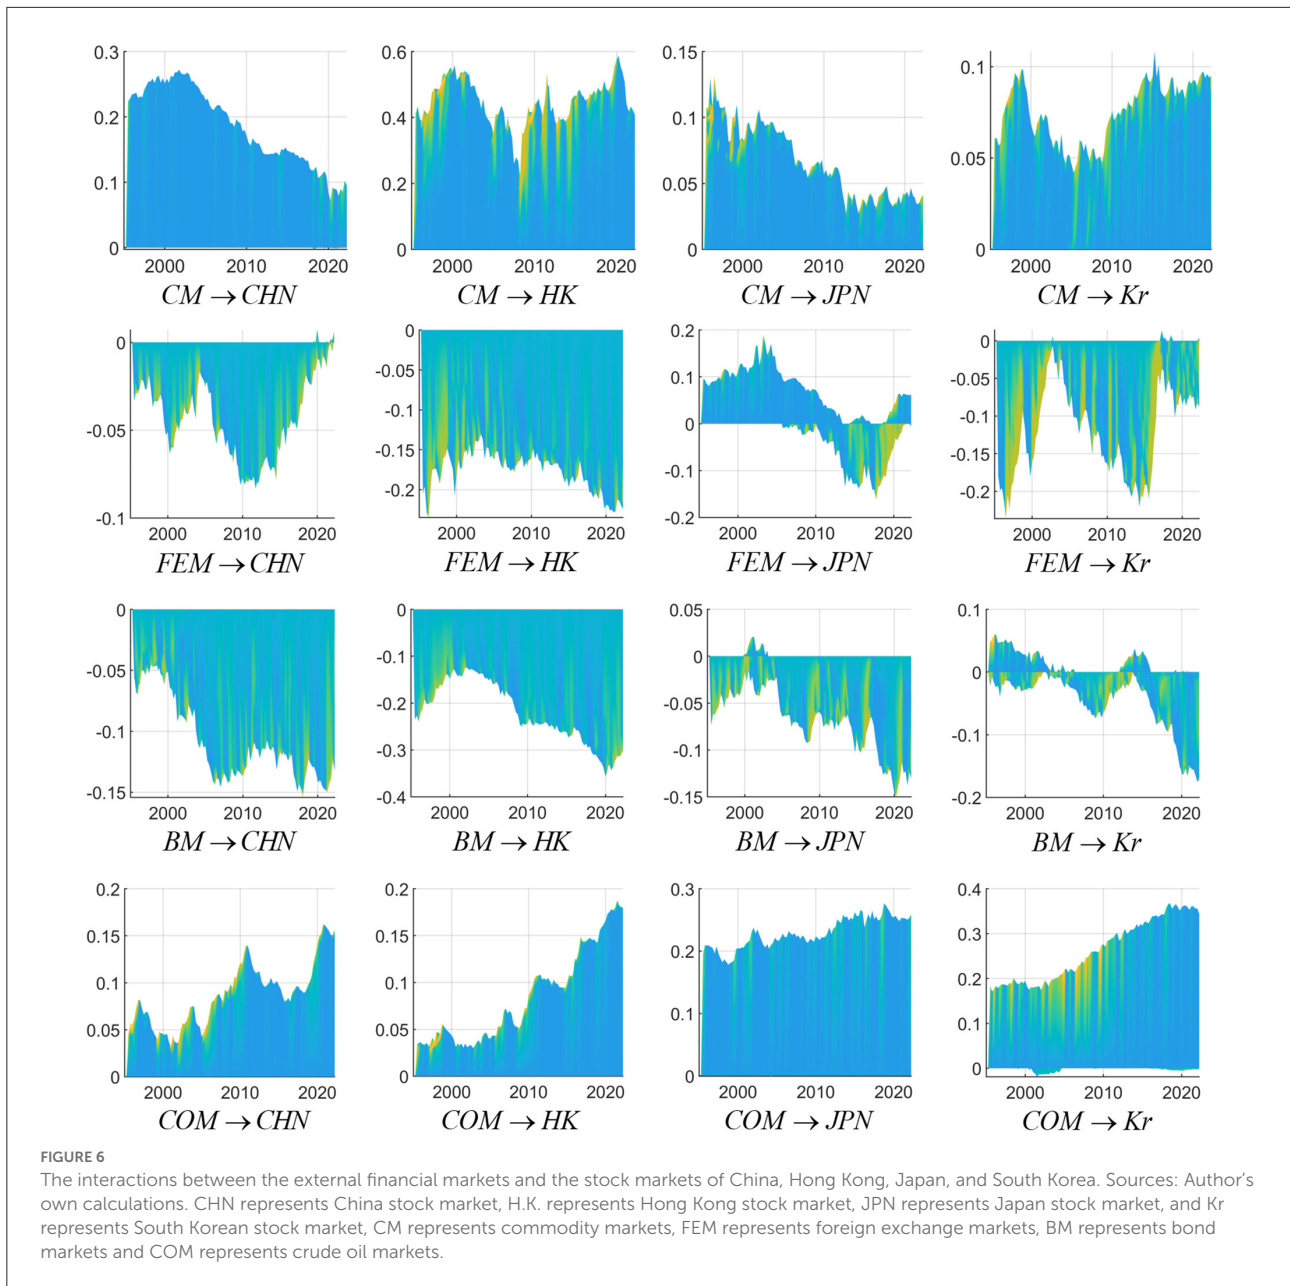 0.3
0.2
0.1
0
2000 2010 2020
CM → CHN
0.6
0.4
0.2
0
2000 2010 2020
CM → HK
0.15
0.1
0.05
0
2000 2010 2020
CM → JPN
0.1
0.05
0
2000 2010 2020
CM → Kr
0
-0.05
-0.1
2000 2010 2020
FEM → CHN
0
-0.05
-0.1
-0.15
-0.2
2000 2010 2020
FEM → HK
0.2
0.1
0
-0.1
-0.2
2000 2010 2020
FEM → JPN
0
-0.05
-0.1
-0.15
-0.2
2000 2010 2020
FEM → Kr
0
-0.05
-0.1
-0.15
2000 2010 2020
BM → CHN
0
-0.1
-0.2
-0.3
-0.4
2000 2010 2020
BM → HK
0.05
0
-0.05
-0.1
-0.15
2000 2010 2020
BM → JPN
0.1
0
-0.1
-0.2
2000 2010 2020
BM → Kr
0.2
0.15
0.1
0.05
0
2000 2010 2020
COM → CHN
0.2
0.15
0.1
0.05
0
2000 2010 2020
COM → HK
0.3
0.2
0.1
0
2000 2010 2020
COM → JPN
0.4
0.3
0.2
0.1
0
2000 2010 2020
COM → Kr
FIGURE 6
The interactions between the external financial markets and the stock markets of China, Hong Kong, Japan, and South Korea. Sources: Author's
own calculations. CHN represents China stock market, H.K. represents Hong Kong stock market, JPN represents Japan stock market, and Kr
represents South Korean stock market, CM represents commodity markets, FEM represents foreign exchange markets, BM represents bond
markets and COM represents crude oil markets.